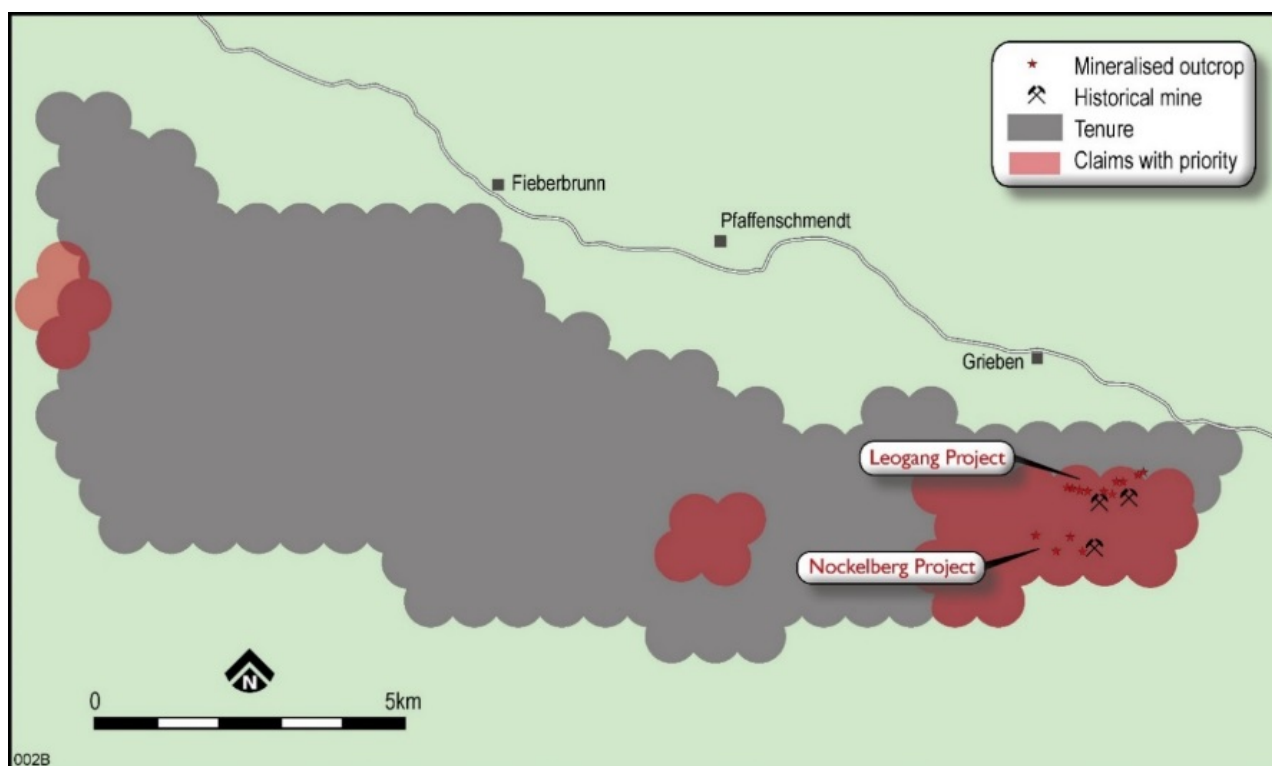 Mineralised outcrop
Historical mine
Tenure
Claims with priority
Fieberbrunn
Pfaffenschmendt
Grieben
Leogang Project
Nockelberg Project
N
0 5km
002B